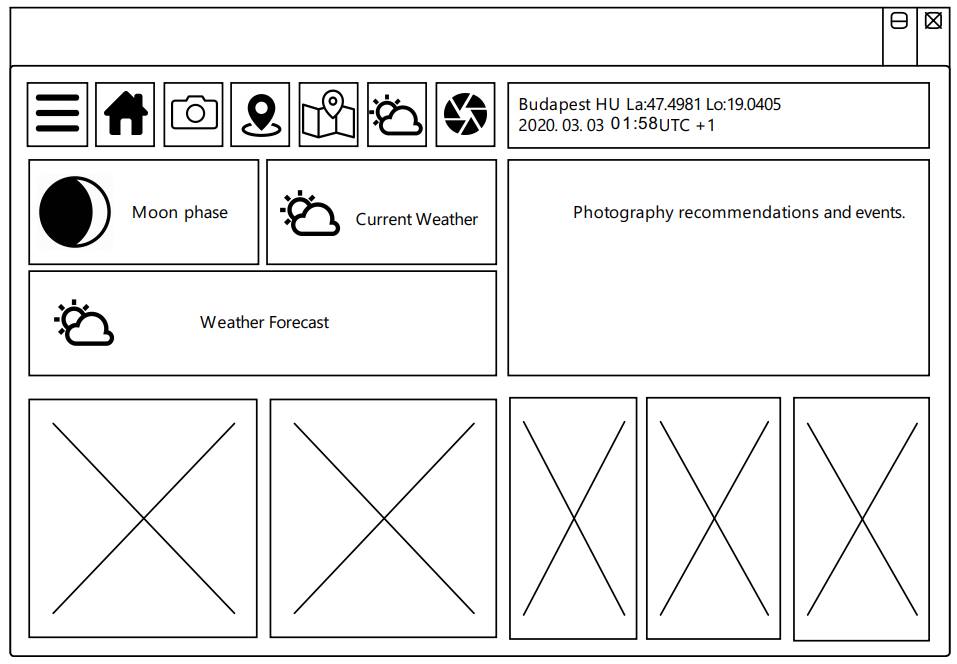 Budapest HU La:47.4981 Lo:19.0405
2020. 03. 03 01:58UTC +1
Moon phase
Current Weather
Photography recommendations and events.
Weather Forecast